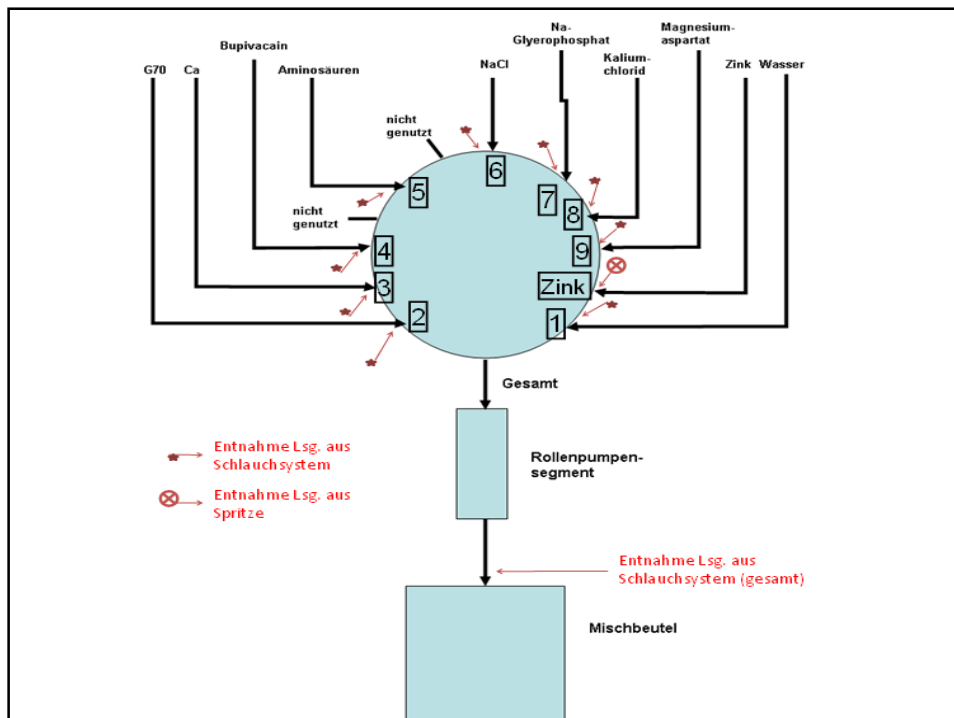 Na-
Glyerophosphat
Magnesium-
aspartat
Bupivacain
G70
Ca
Aminosäuren
NaCl
Kalium-
chlorid
Zink
Wasser
nicht
genutzt
nicht
genutzt
6
5
7
8
4
9
3
Zink
2
1
Gesamt
Rollenpumpen-
segment
Entnahme Lsg. aus
Schlauchsystem
Entnahme Lsg. aus
Spritze
Entnahme Lsg. aus
Schlauchsystem (gesamt)
Mischbeutel